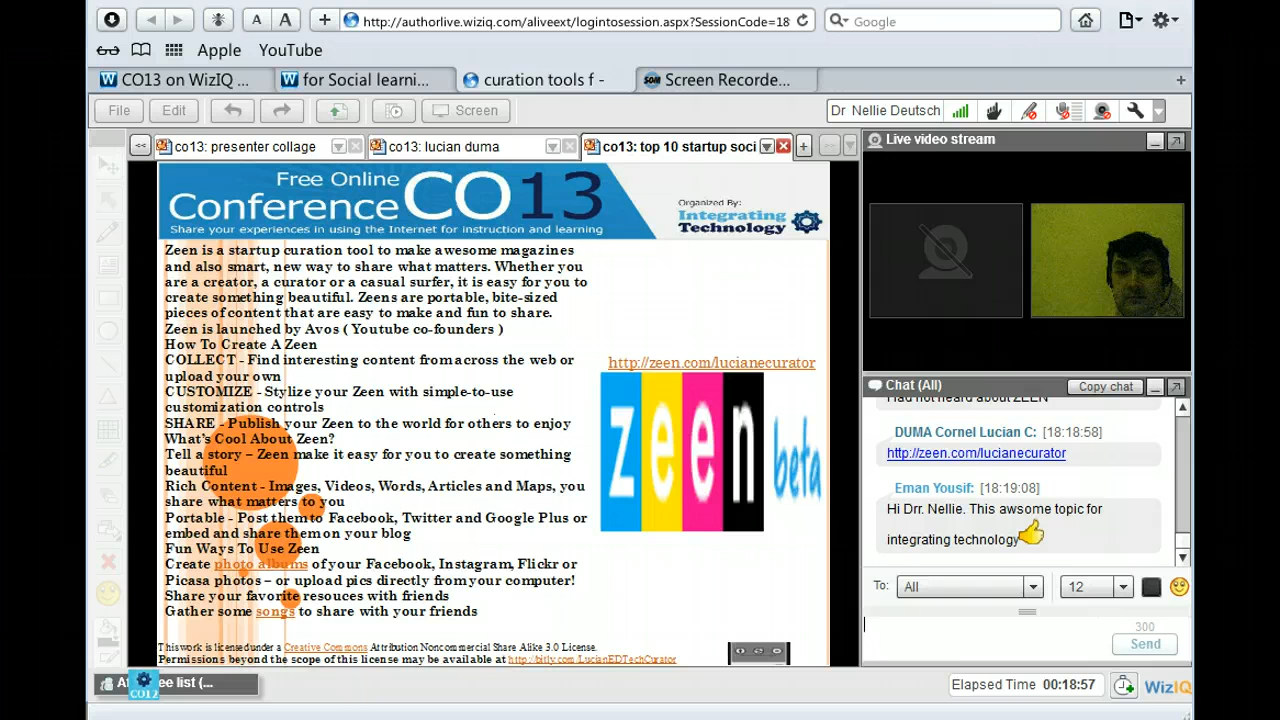 A A + http://authorlive.wiziq.com/aliveext/logintosession.aspx?SessionCode=18 Google
Apple YouTube
CO13 on WizIQ ... for Social learni... curation tools f - Screen Recorde... +
File Edit Screen Dr Nellie Deutsch
<< co13: presenter collage co13: lucian duma co13: top 10 startup soci +
Live video stream
Free Online
Conference CO13
Share your experiences in using the Internet for instruction and learning
Organized By:
Integrating
Technology
Zeen is a startup curation tool to make awesome magazines
and also smart, new way to share what matters. Whether you
are a creator, a curator or a casual surfer, it is easy for you to
create something beautiful. Zeens are portable, bite-sized
pieces of content that are easy to make and fun to share.
Zeen is launched by Avos ( Youtube co-founders )
How To Create A Zeen
COLLECT - Find interesting content from across the web or
upload your own
CUSTOMIZE - Stylize your Zeen with simple-to-use
customization controls
SHARE - Publish your Zeen to the world for others to enjoy
What's Cool About Zeen?
Tell a story – Zeen make it easy for you to create something
beautiful
Rich Content - Images, Videos, Words, Articles and Maps, you
share what matters to you
Portable - Post them to Facebook, Twitter and Google Plus or
embed and share them on your blog
Fun Ways To Use Zeen
Create photo albums of your Facebook, Instagram, Flickr or
Picasa photos – or upload pics directly from your computer!
Share your favorite resouces with friends
Gather some songs to share with your friends
http://zeen.com/lucianecurator
zeen beta
This work is licensed under a Creative Commons Attribution Noncommercial Share Alike 3.0 License.
Permissions beyond the scope of this license may be available at http://bitly.com/LucianEDTechCurator
Chat (All) Copy chat
Had not heard about ZEEN
DUMA Cornel Lucian C: [18:18:58]
http://zeen.com/lucianecurator
Eman Yousif: [18:19:08]
Hi Drr. Nellie. This awsome topic for
integrating technology
To: All 12
300
Send
ee list (...
CO12
Elapsed Time 00:18:57 WizIQ